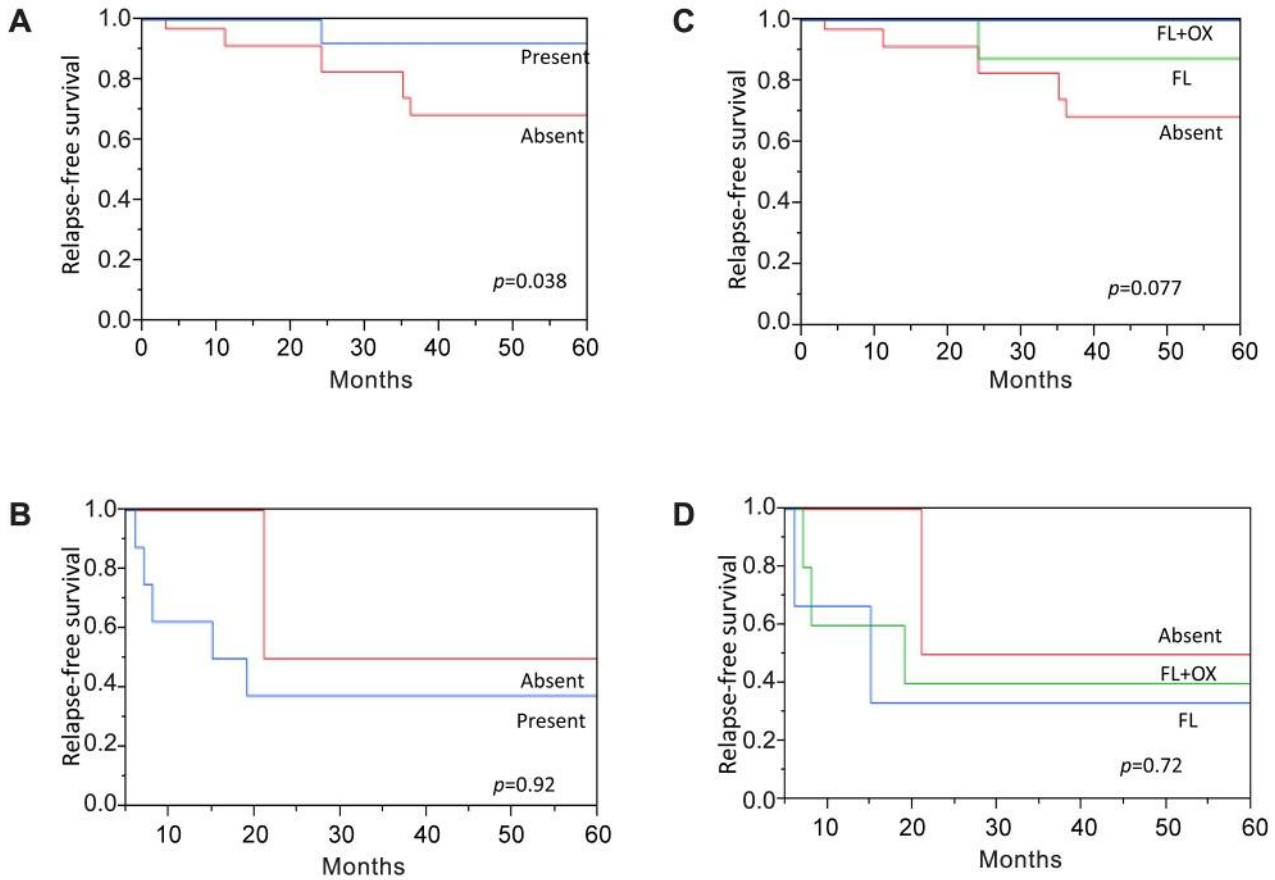 A
Relapse-free survival
1.0
0.8
0.6
0.4
0.2
0.0
Present
Absent
p=0.038
0 10 20 30 40 50 60
Months
C
Relapse-free survival
1.0
0.8
0.6
0.4
0.2
0.0
FL+OX
FL
Absent
p=0.077
0 10 20 30 40 50 60
Months
B
Relapse-free survival
1.0
0.8
0.6
0.4
0.2
0.0
Absent
Present
p=0.92
10 20 30 40 50 60
Months
D
Relapse-free survival
1.0
0.8
0.6
0.4
0.2
0.0
Absent
FL+OX
FL
p=0.72
10 20 30 40 50 60
Months